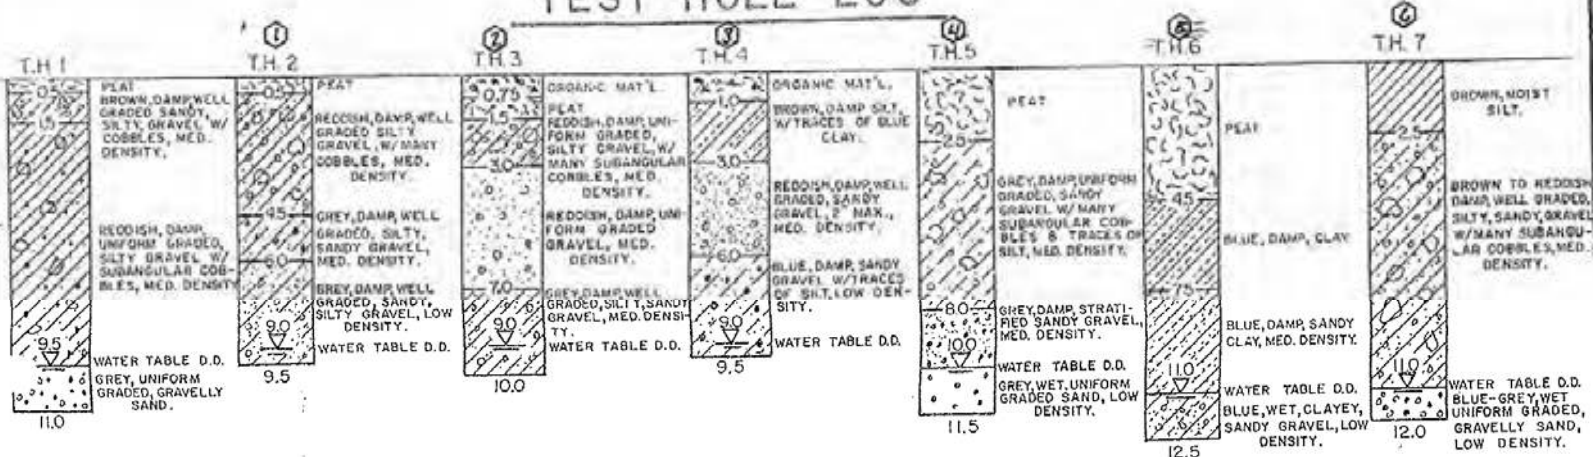 TEST HOLE LOG
T.H. 1
0.5
PEAT
BROWN, DAMP, WELL
GRADED SANDY,
SILTY, GRAVEL W/
COBBLES, MED.
DENSITY.
1.5
REDDISH, DAMP,
UNIFORM GRADED,
SILTY GRAVEL W/
SUBANGULAR COB-
BLES, MED. DENSITY
9.5
WATER TABLE D.D.
GREY, UNIFORM
GRADED, GRAVELLY
SAND.
11.0
1
T.H. 2
0.5
PEAT
REDDISH, DAMP, WELL
GRADED SILTY
GRAVEL, W/ MANY
COBBLES, MED.
DENSITY.
4.5
GREY, DAMP, WELL
GRADED, SILTY,
SANDY GRAVEL,
MED. DENSITY.
6.0
GREY, DAMP, WELL
GRADED, SANDY,
SILTY GRAVEL, LOW
DENSITY.
9.0
WATER TABLE D.D.
9.5
2
T.H. 3
ORGANIC MAT'L.
0.75
PEAT
1.5
REDDISH, DAMP, UNI-
FORM GRADED,
SILTY GRAVEL, W/
MANY SUBANGULAR
COBBLES, MED.
DENSITY.
3.0
REDDISH, DAMP, UNI-
FORM GRADED
GRAVEL, MED.
DENSITY.
7.0
GREY, DAMP, WELL
GRADED, SILTY, SANDY
GRAVEL, MED. DENSI-
TY.
9.0
WATER TABLE D.D.
10.0
3
T.H. 4
ORGANIC MAT'L.
1.0
BROWN, DAMP SILT,
W/TRACES OF BLUE
CLAY.
3.0
REDDISH, DAMP, WELL
GRADED, SANDY
GRAVEL, 2" MAX.,
MED. DENSITY.
6.0
BLUE, DAMP, SANDY
GRAVEL W/TRACES
OF SILT, LOW DEN-
SITY.
9.0
WATER TABLE D.D.
9.5
4
T.H. 5
PEAT
2.5
GREY, DAMP, UNIFORM
GRADED, SANDY
GRAVEL W/ MANY
SUBANGULAR COB-
BLES & TRACES OF
SILT, MED. DENSITY.
8.0
GREY, DAMP, STRATI-
FIED SANDY GRAVEL,
MED. DENSITY.
10.0
WATER TABLE D.D.
GREY, WET, UNIFORM
GRADED SAND, LOW
DENSITY.
11.5
5
T.H. 6
PEAT
4.5
BLUE, DAMP, CLAY
7.5
BLUE, DAMP, SANDY
CLAY, MED. DENSITY.
11.0
WATER TABLE D.D.
BLUE, WET, CLAYEY,
SANDY GRAVEL, LOW
DENSITY.
12.5
6
T.H. 7
BROWN, MOIST
SILT.
2.5
BROWN TO REDDISH
DAMP, WELL GRADED,
SILTY, SANDY, GRAVEL
W/MANY SUBANGU-
LAR COBBLES, MED.
DENSITY.
11.0
WATER TABLE D.D.
BLUE-GREY, WET
UNIFORM GRADED,
GRAVELLY SAND,
LOW DENSITY.
12.0